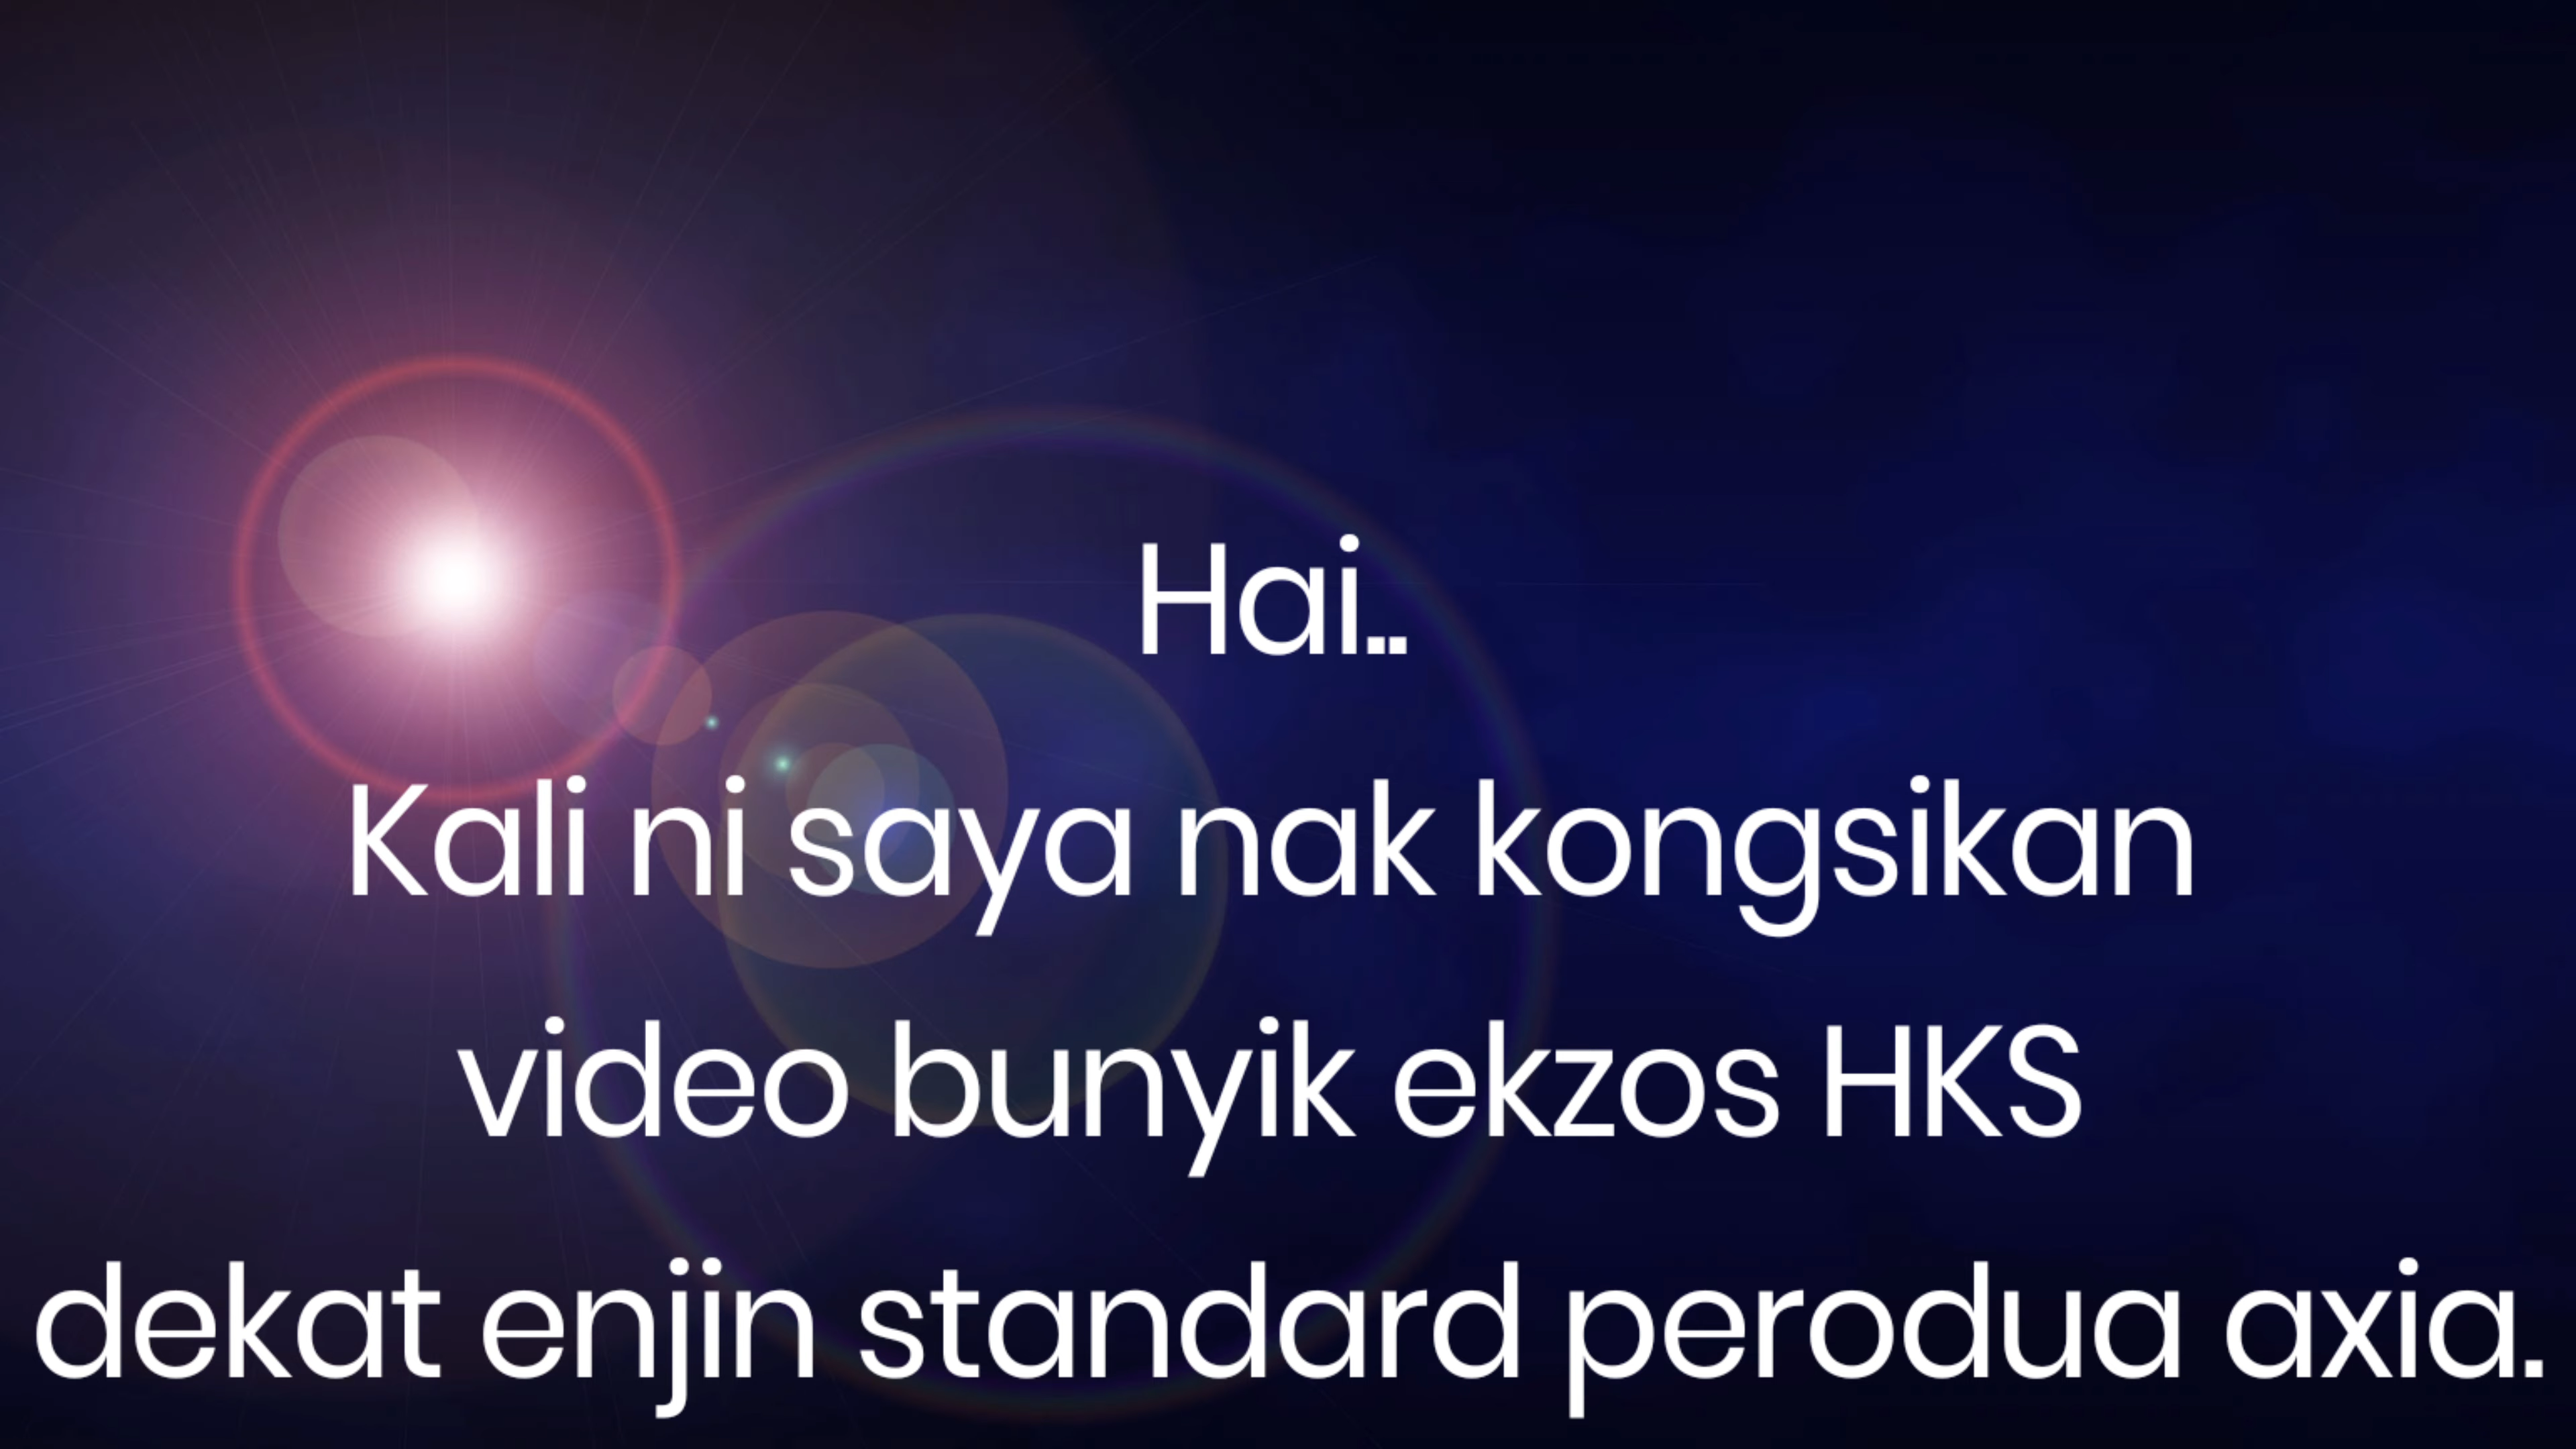 Hai..
Kali ni saya nak kongsikan
video bunyik ekzos HKS
dekat enjin standard perodua axia.